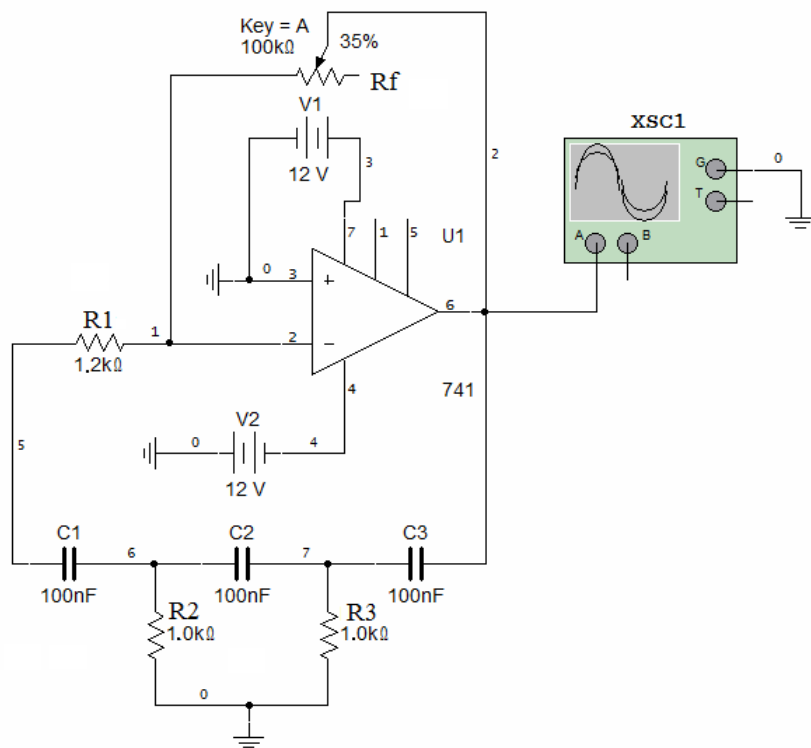 Key = A
100kΩ
35%
Rf
V1
12 V
3
2
xsc1
G
T
A
B
0
7
1
5
U1
0
3
+
6
R1
1.2kΩ
1
2
−
4
741
5
V2
0
4
12 V
C1
6
C2
7
C3
100nF
100nF
100nF
R2
1.0kΩ
R3
1.0kΩ
0